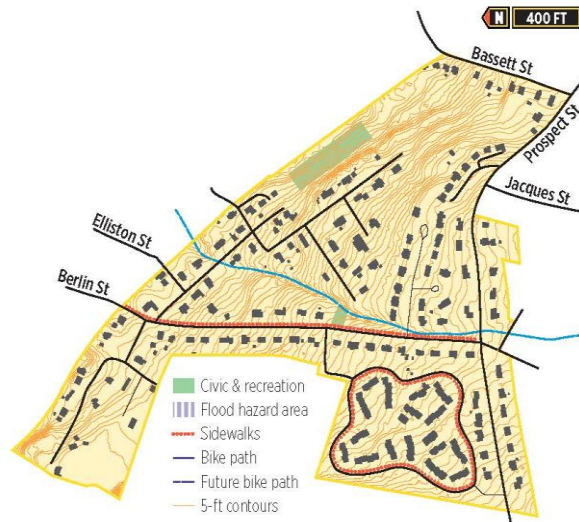 N 400 FT
Bassett St
Prospect St
Jacques St
Elliston St
Berlin St
Civic & recreation
Flood hazard area
Sidewalks
Bike path
Future bike path
5-ft contours